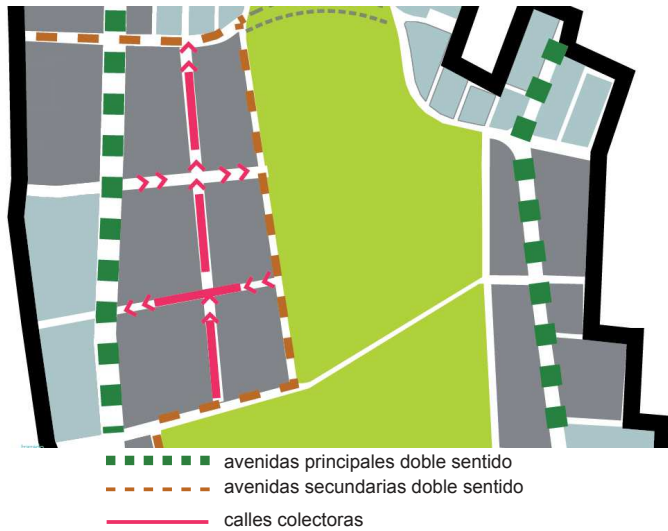 avenidas principales doble sentido
avenidas secundarias doble sentido
calles colectoras